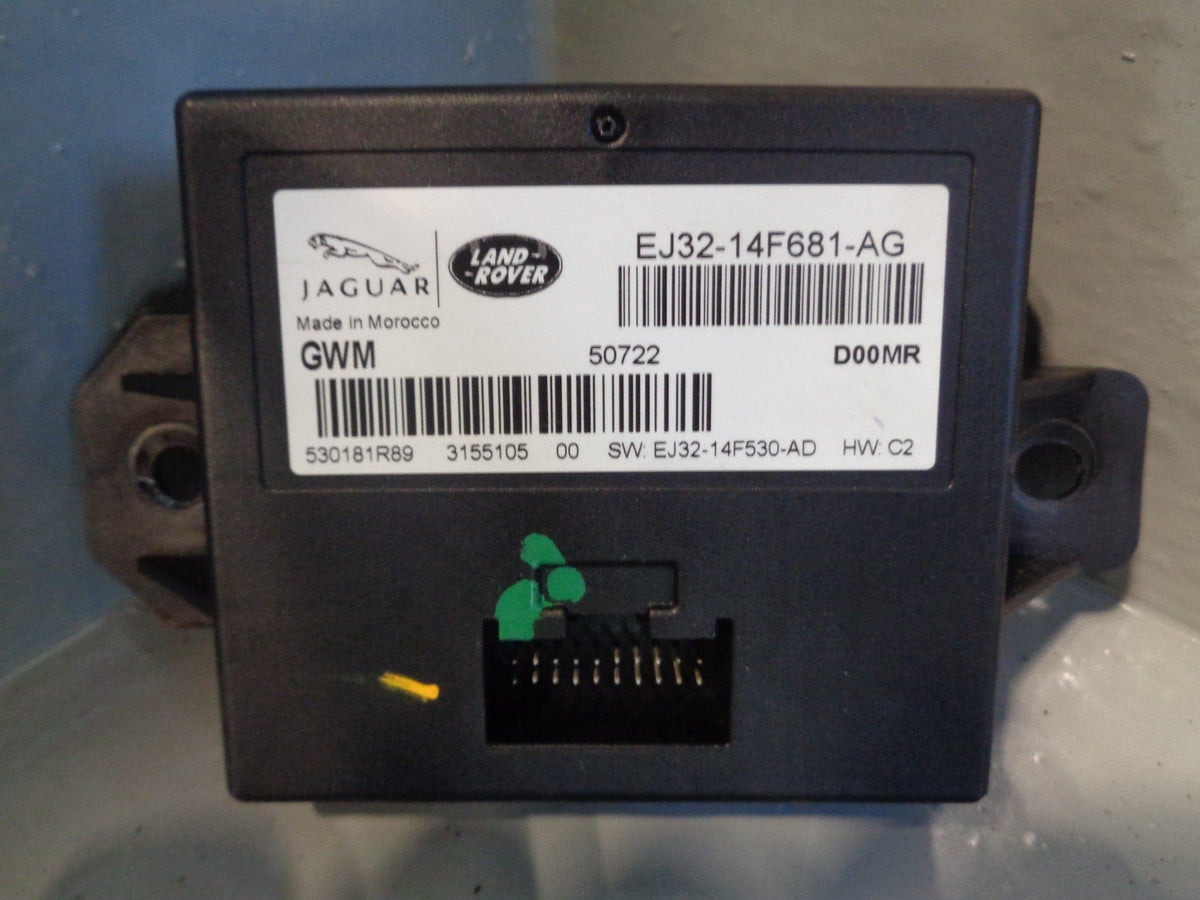 JAGUAR
LAND-
-ROVER
EJ32-14F681-AG
Made in Morocco
GWM 50722 D00MR
530181R89 3155105 00 SW: EJ32-14F530-AD HW: C2